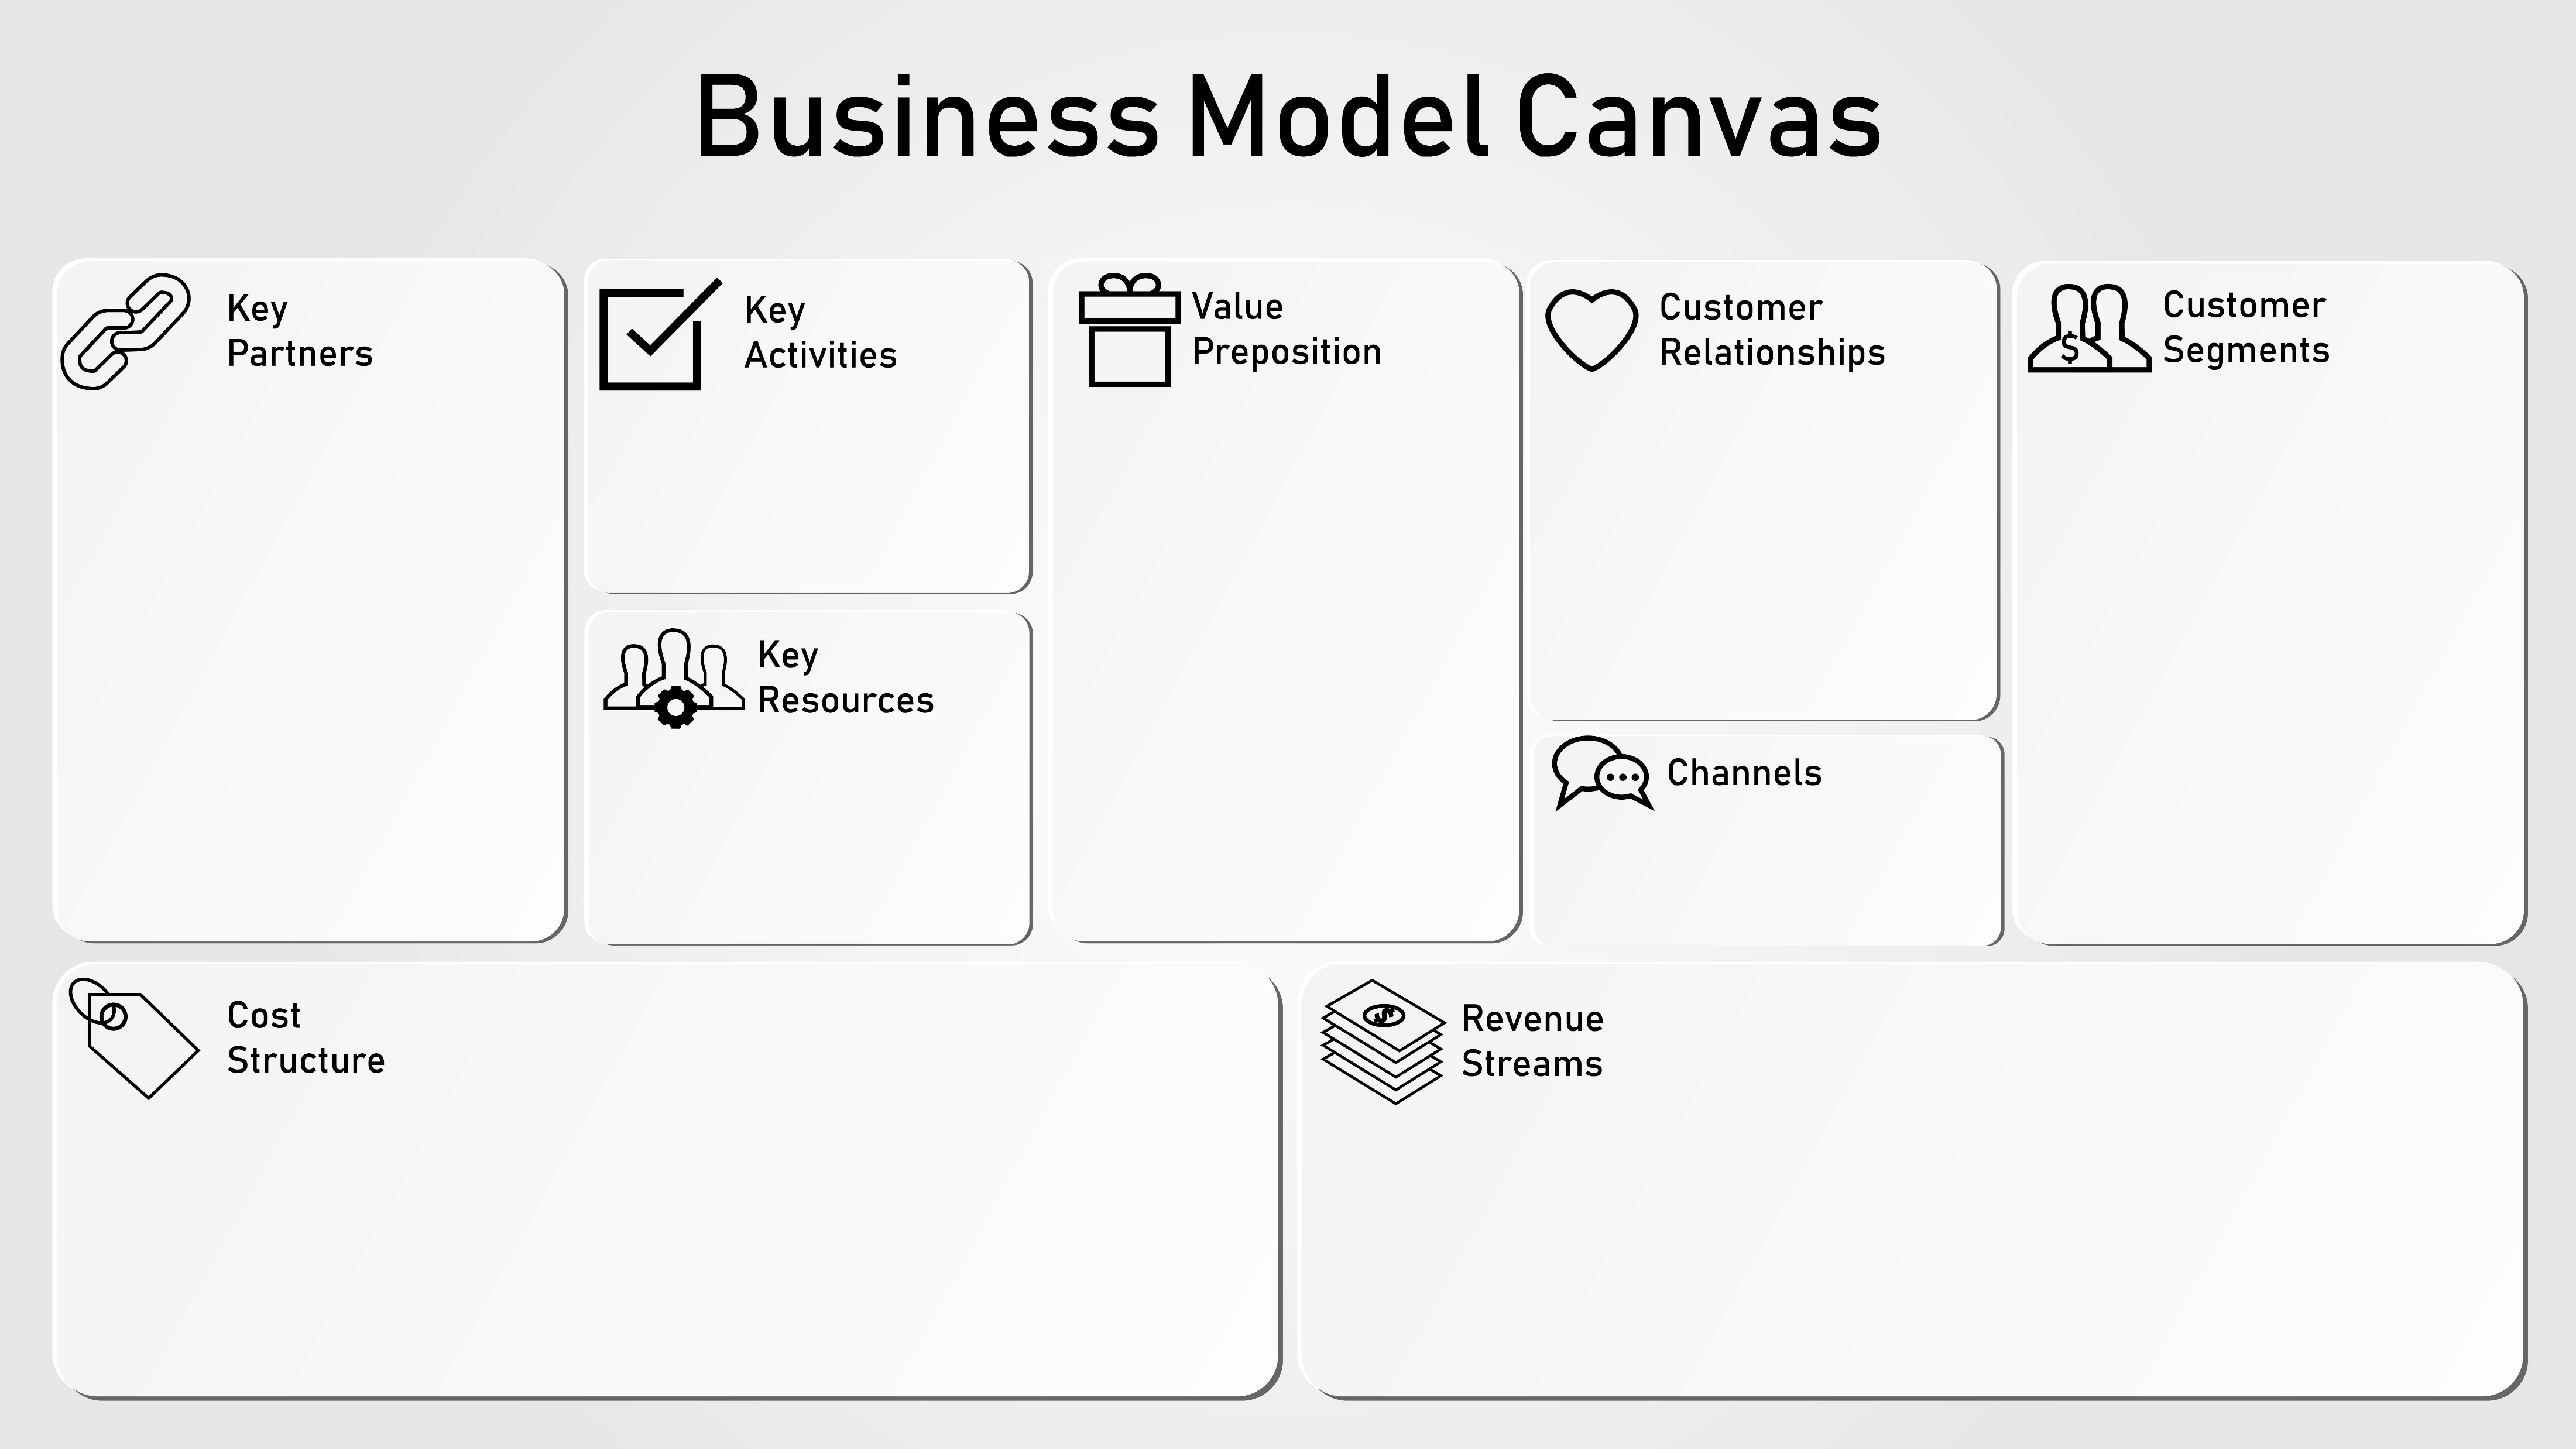 Business Model Canvas
Key
Partners
Key
Activities
Key
Resources
Value
Preposition
Customer
Relationships
Channels
Customer
Segments
Cost
Structure
Revenue
Streams